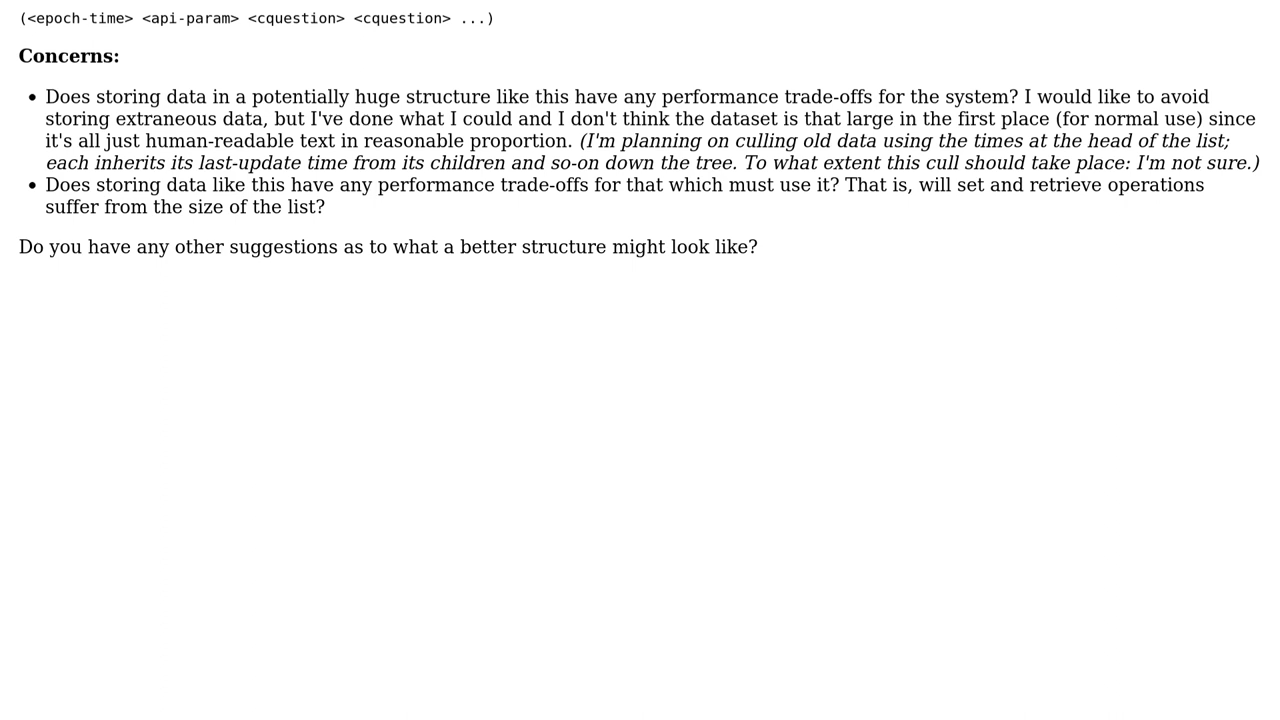 (<epoch-time> <api-param> <cquestion> <cquestion> ...)
Concerns:
• Does storing data in a potentially huge structure like this have any performance trade-offs for the system? I would like to avoid
storing extraneous data, but I've done what I could and I don't think the dataset is that large in the first place (for normal use) since
it's all just human-readable text in reasonable proportion. (I'm planning on culling old data using the times at the head of the list;
each inherits its last-update time from its children and so-on down the tree. To what extent this cull should take place: I'm not sure.)
• Does storing data like this have any performance trade-offs for that which must use it? That is, will set and retrieve operations
suffer from the size of the list?
Do you have any other suggestions as to what a better structure might look like?